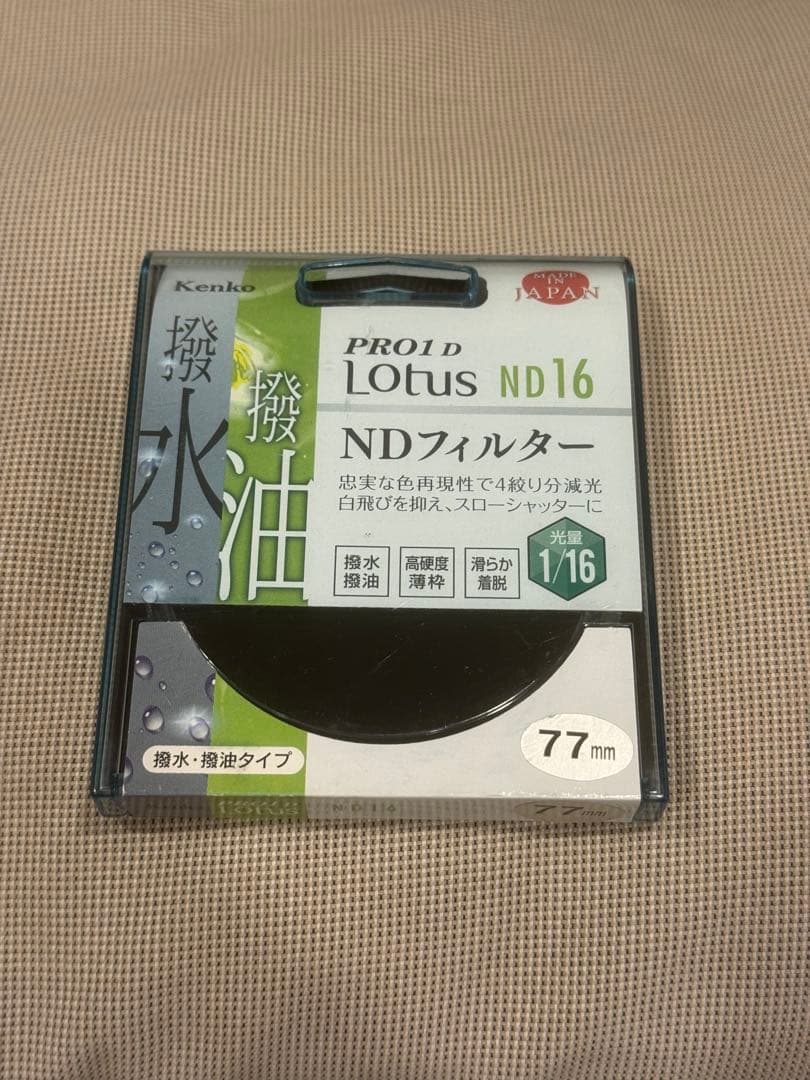 Kenko
MADE
IN
JAPAN
撥水
撥油
PRO1 D
Lotus ND16
NDフィルター
忠実な色再現性で4絞り分減光
白飛びを抑え、スローシャッターに
撥水
撥油
高硬度
薄枠
滑らか
着脱
光量
1/16
撥水・撥油タイプ
77mm
ND16
77mm